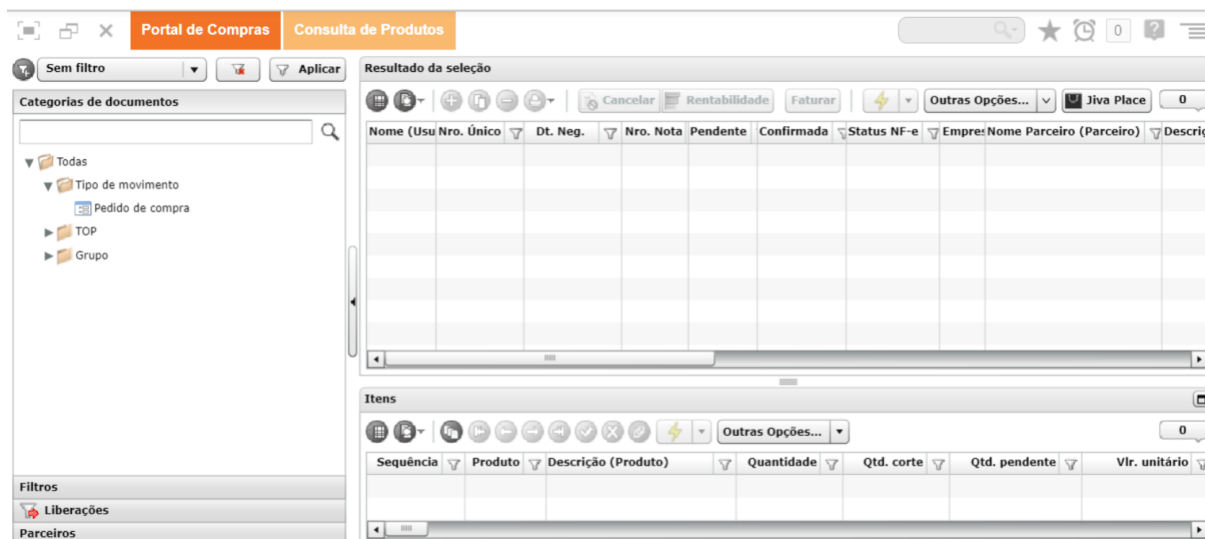 Portal de Compras Consulta de Produtos 0 ?
Sem filtro Aplicar
Categorias de documentos
Todas
Tipo de movimento
Pedido de compra
TOP
Grupo
Filtros
Liberações
Parceiros
Resultado da seleção
Cancelar Rentabilidade Faturar Outras Opções... Jiva Place 0
Nome (Usu Nro. Único Dt. Neg. Nro. Nota Pendente Confirmada Status NF-e Empres Nome Parceiro (Parceiro) Descriç
Itens
Outras Opções... 0
Sequência Produto Descrição (Produto) Quantidade Qtd. corte Qtd. pendente Vlr. unitário